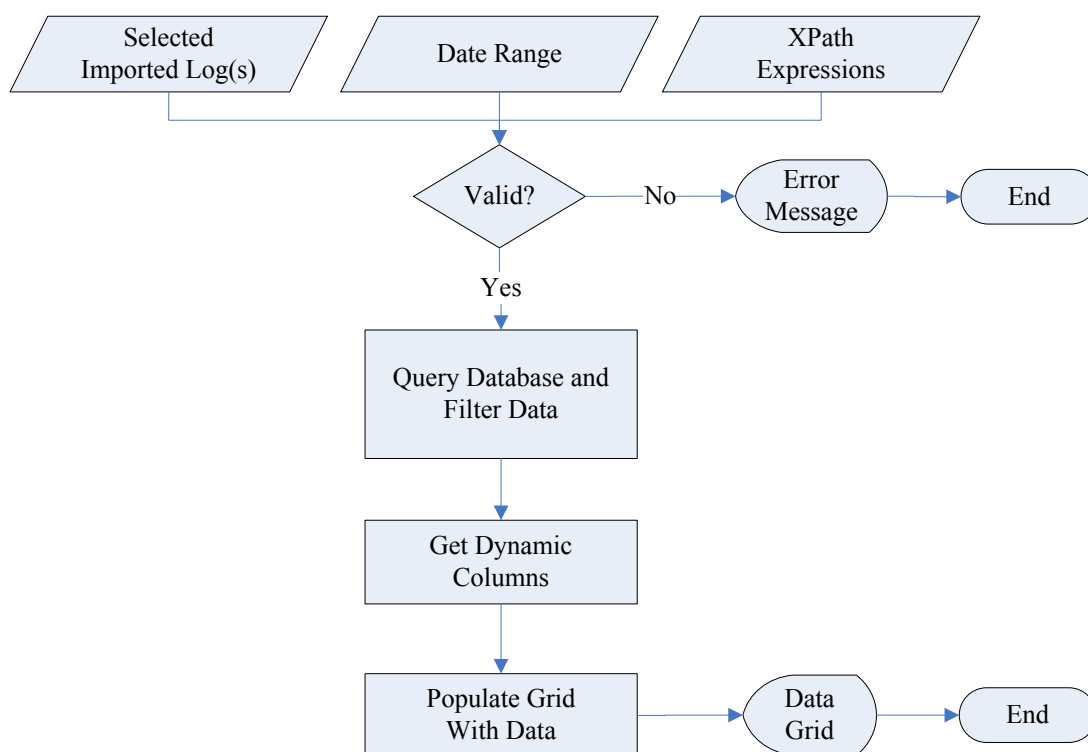 Selected
Imported Log(s)
Date Range
XPath
Expressions
Valid?
No
Error
Message
End
Yes
Query Database and
Filter Data
Get Dynamic
Columns
Populate Grid
With Data
Data
Grid
End